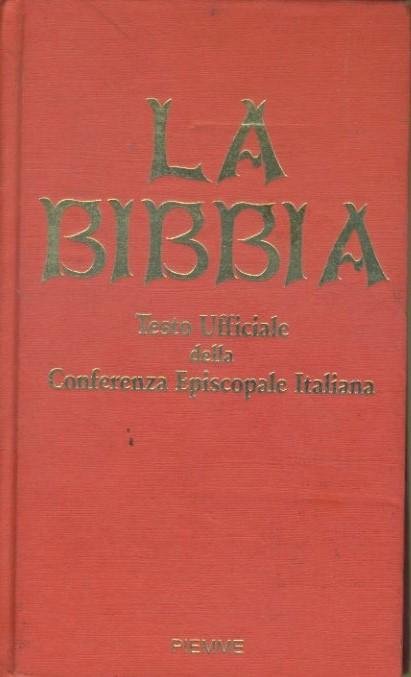 LA
BIBBIA
Testo Ufficiale
della
Conferenza Episcopale Italiana
PIEMME